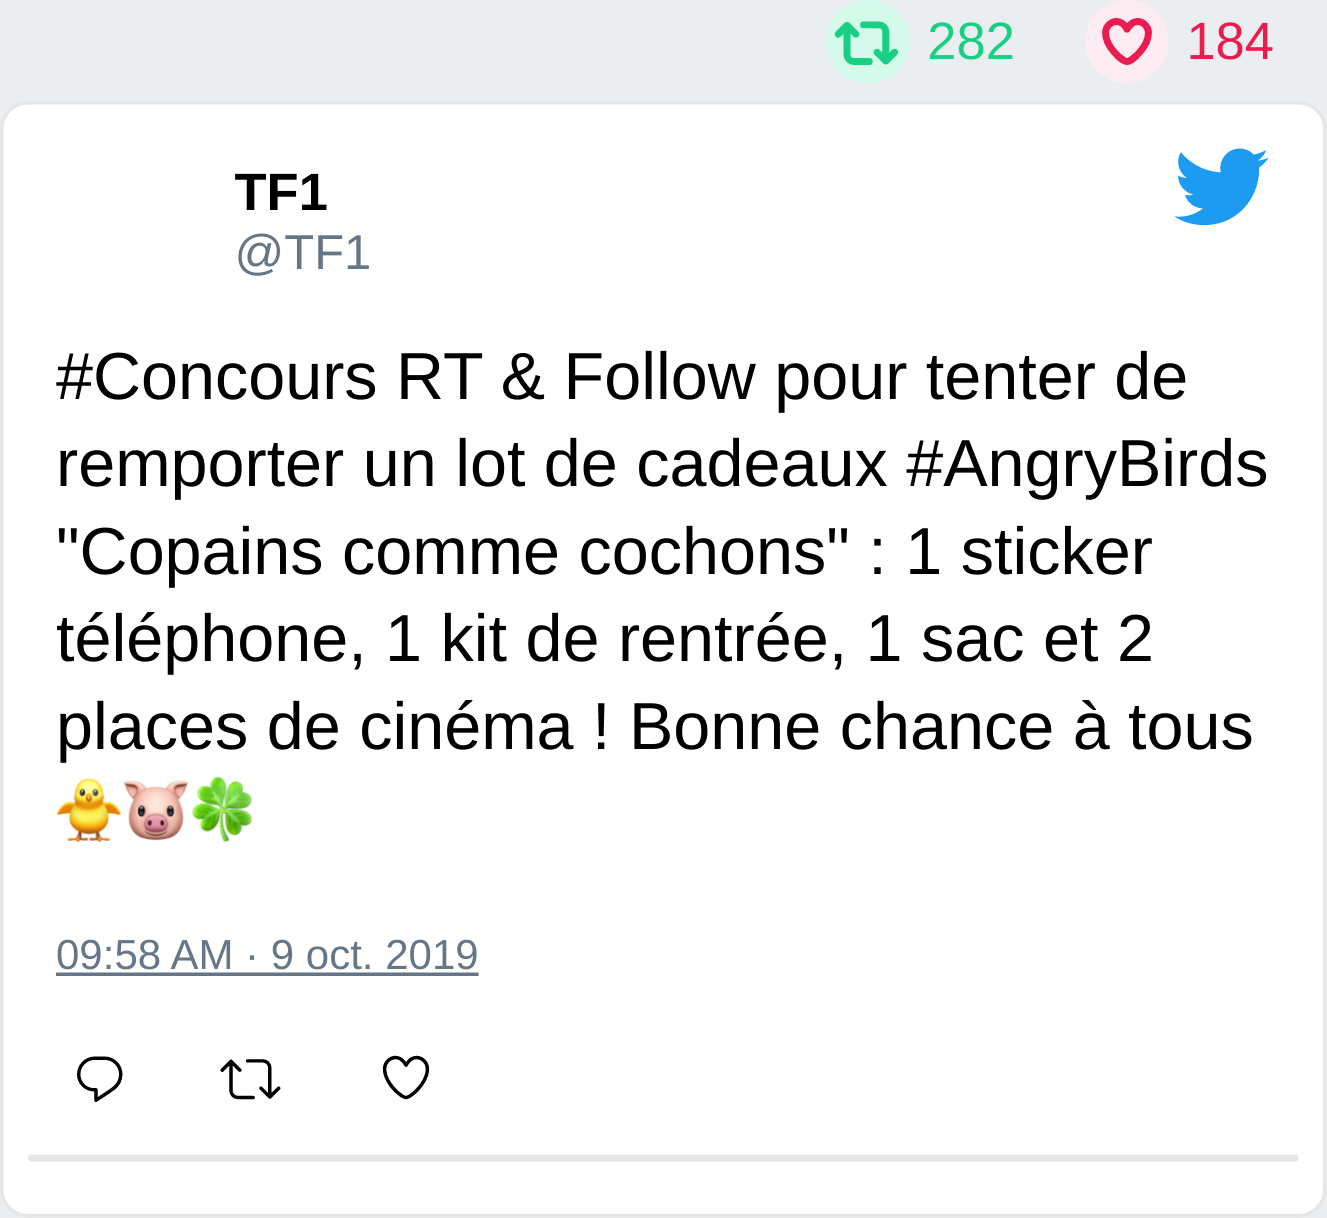 282 184
TF1
@TF1
#Concours RT & Follow pour tenter de
remporter un lot de cadeaux #AngryBirds
"Copains comme cochons" : 1 sticker
téléphone, 1 kit de rentrée, 1 sac et 2
places de cinéma ! Bonne chance à tous
🐥🐷🍀
09:58 AM · 9 oct. 2019